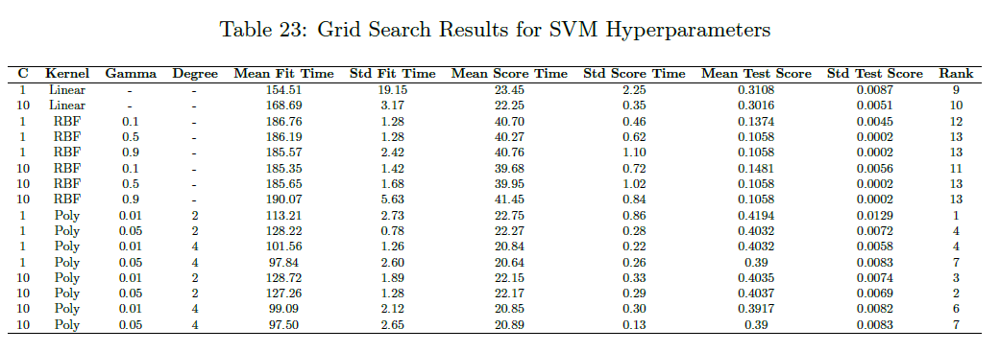 Table 23: Grid Search Results for SVM Hyperparameters
C Kernel Gamma Degree Mean Fit Time Std Fit Time Mean Score Time Std Score Time Mean Test Score Std Test Score Rank
1 Linear - - 154.51 19.15 23.45 2.25 0.3108 0.0087 9
10 Linear - - 168.69 3.17 22.25 0.35 0.3016 0.0051 10
1 RBF 0.1 - 186.76 1.28 40.70 0.46 0.1374 0.0045 12
1 RBF 0.5 - 186.19 1.28 40.27 0.62 0.1058 0.0002 13
1 RBF 0.9 - 185.57 2.42 40.76 1.10 0.1058 0.0002 13
10 RBF 0.1 - 185.35 1.42 39.68 0.72 0.1481 0.0056 11
10 RBF 0.5 - 185.65 1.68 39.95 1.02 0.1058 0.0002 13
10 RBF 0.9 - 190.07 5.63 41.45 0.84 0.1058 0.0002 13
1 Poly 0.01 2 113.21 2.73 22.75 0.86 0.4194 0.0129 1
1 Poly 0.05 2 128.22 0.78 22.27 0.28 0.4032 0.0072 4
1 Poly 0.01 4 101.56 1.26 20.84 0.22 0.4032 0.0058 4
1 Poly 0.05 4 97.84 2.60 20.64 0.26 0.39 0.0083 7
10 Poly 0.01 2 128.72 1.89 22.15 0.33 0.4035 0.0074 3
10 Poly 0.05 2 127.26 1.28 22.17 0.29 0.4037 0.0069 2
10 Poly 0.01 4 99.09 2.12 20.85 0.30 0.3917 0.0082 6
10 Poly 0.05 4 97.50 2.65 20.89 0.13 0.39 0.0083 7